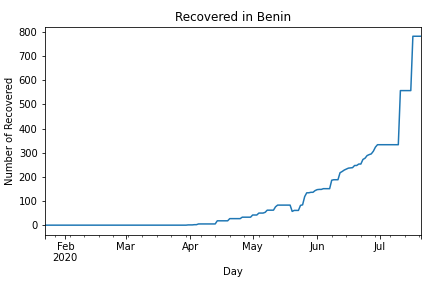 Recovered in Benin
Number of Recovered
800
700
600
500
400
300
200
100
0
Feb
2020
Mar
Apr
May
Jun
Jul
Day